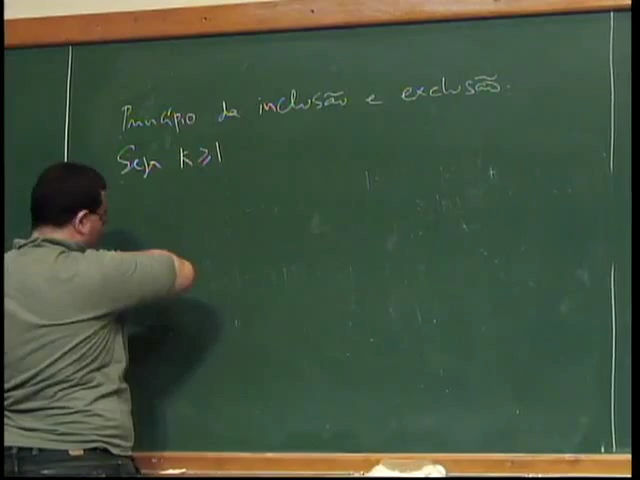 Princípio da inclusão e exclusão.
Seja k ≥ 1